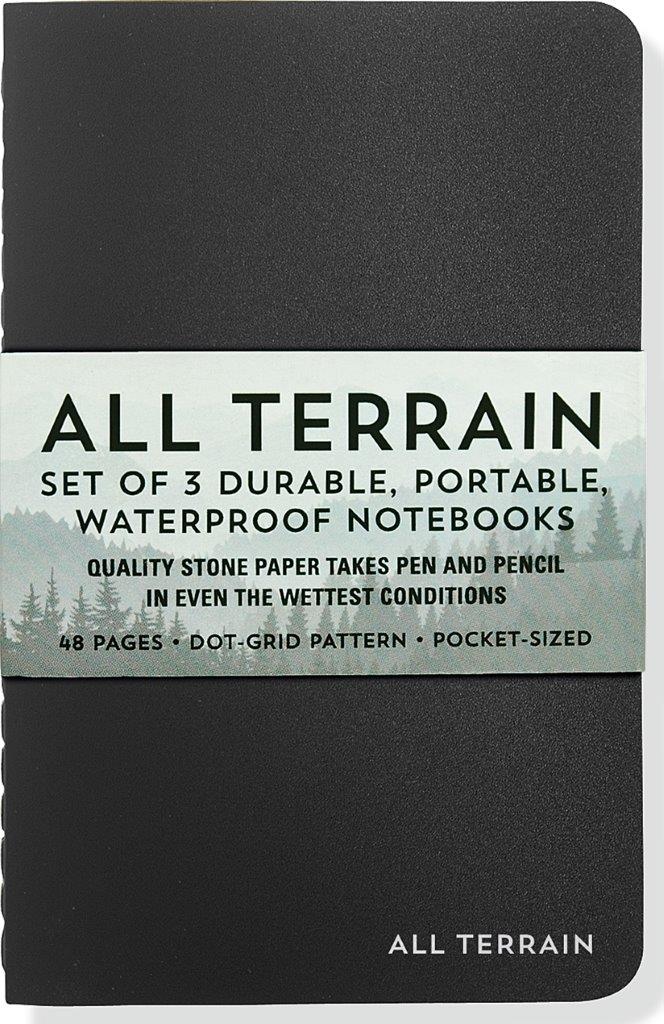 ALL TERRAIN
SET OF 3 DURABLE, PORTABLE,
WATERPROOF NOTEBOOKS
QUALITY STONE PAPER TAKES PEN AND PENCIL
IN EVEN THE WETTEST CONDITIONS
48 PAGES • DOT-GRID PATTERN • POCKET-SIZED
ALL TERRAIN